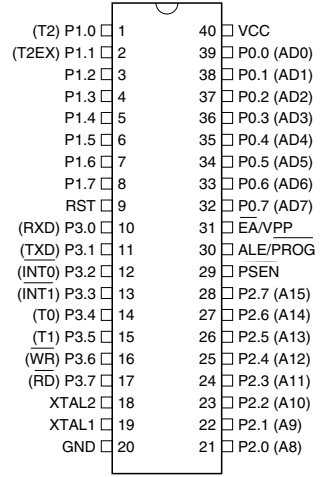 (T2) P1.0 1 40 VCC
(T2EX) P1.1 2 39 P0.0 (AD0)
P1.2 3 38 P0.1 (AD1)
P1.3 4 37 P0.2 (AD2)
P1.4 5 36 P0.3 (AD3)
P1.5 6 35 P0.4 (AD4)
P1.6 7 34 P0.5 (AD5)
P1.7 8 33 P0.6 (AD6)
RST 9 32 P0.7 (AD7)
(RXD) P3.0 10 31 E̅A̅/VPP
(TXD) P3.1 11 30 ALE/P̅R̅O̅G̅
(I̅N̅T̅0̅) P3.2 12 29 P̅S̅E̅N̅
(I̅N̅T̅1̅) P3.3 13 28 P2.7 (A15)
(T0) P3.4 14 27 P2.6 (A14)
(T1) P3.5 15 26 P2.5 (A13)
(W̅R̅) P3.6 16 25 P2.4 (A12)
(R̅D̅) P3.7 17 24 P2.3 (A11)
XTAL2 18 23 P2.2 (A10)
XTAL1 19 22 P2.1 (A9)
GND 20 21 P2.0 (A8)